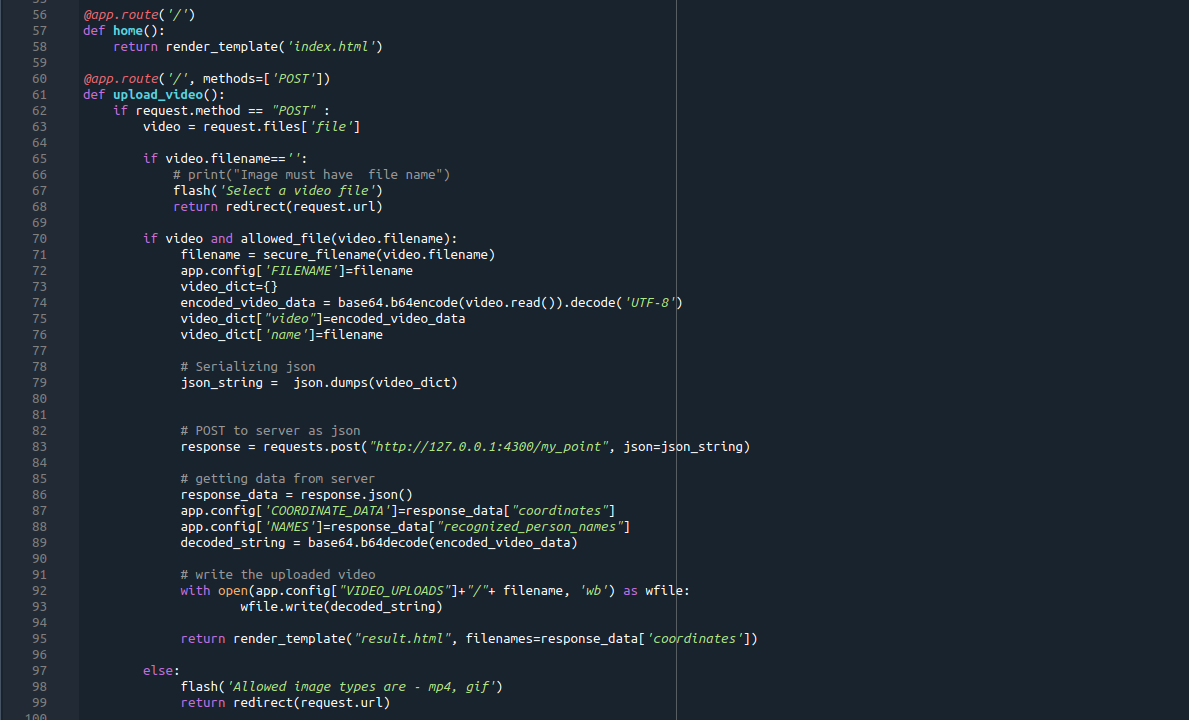 56 @app.route('/')
57 def home():
58     return render_template('index.html')
59
60 @app.route('/', methods=['POST'])
61 def upload_video():
62     if request.method == "POST" :
63         video = request.files['file']
64
65         if video.filename=='':
66             # print("Image must have  file name")
67             flash('Select a video file')
68             return redirect(request.url)
69
70         if video and allowed_file(video.filename):
71              filename = secure_filename(video.filename)
72              app.config['FILENAME']=filename
73              video_dict={}
74              encoded_video_data = base64.b64encode(video.read()).decode('UTF-8')
75              video_dict["video"]=encoded_video_data
76              video_dict['name']=filename
77
78              # Serializing json
79              json_string =  json.dumps(video_dict)
80
81
82              # POST to server as json
83              response = requests.post("http://127.0.0.1:4300/my_point", json=json_string)
84
85              # getting data from server
86              response_data = response.json()
87              app.config['COORDINATE_DATA']=response_data["coordinates"]
88              app.config['NAMES']=response_data["recognized_person_names"]
89              decoded_string = base64.b64decode(encoded_video_data)
90
91              # write the uploaded video
92              with open(app.config["VIDEO_UPLOADS"]+"/"+ filename, 'wb') as wfile:
93                      wfile.write(decoded_string)
94
95              return render_template("result.html", filenames=response_data['coordinates'])
96
97         else:
98              flash('Allowed image types are - mp4, gif')
99              return redirect(request.url)
100